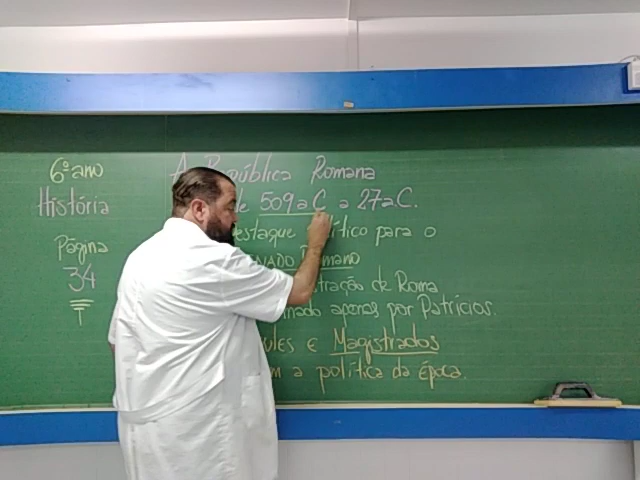 6º ano
História
Página
34
A República Romana
de 509 a C a 27 a.C.
Destaque para o
Romano
de Roma
apenas por Patrícios.
e Magistrados
a política da época.